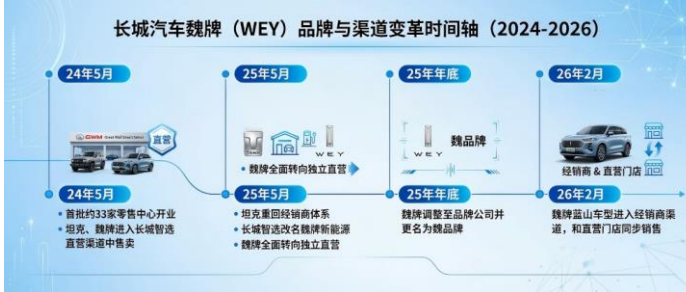 长城汽车魏牌（WEY）品牌与渠道变革时间轴（2024-2026）
24年5月
25年5月
25年年底
26年2月
GWM
直营
WEY
• 魏牌全面转向独立直营
WEY
魏品牌
经销商 & 直营门店
24年5月
• 首批约33家零售中心开业
• 坦克、魏牌进入长城智选
直营渠道中售卖
25年5月
• 坦克重回经销商体系
• 长城智选改名魏牌新能源
• 魏牌全面转向独立直营
25年年底
魏牌调整至品牌公司并
更名为魏品牌
26年2月
魏牌蓝山车型进入经销商渠
道，和直营门店同步销售